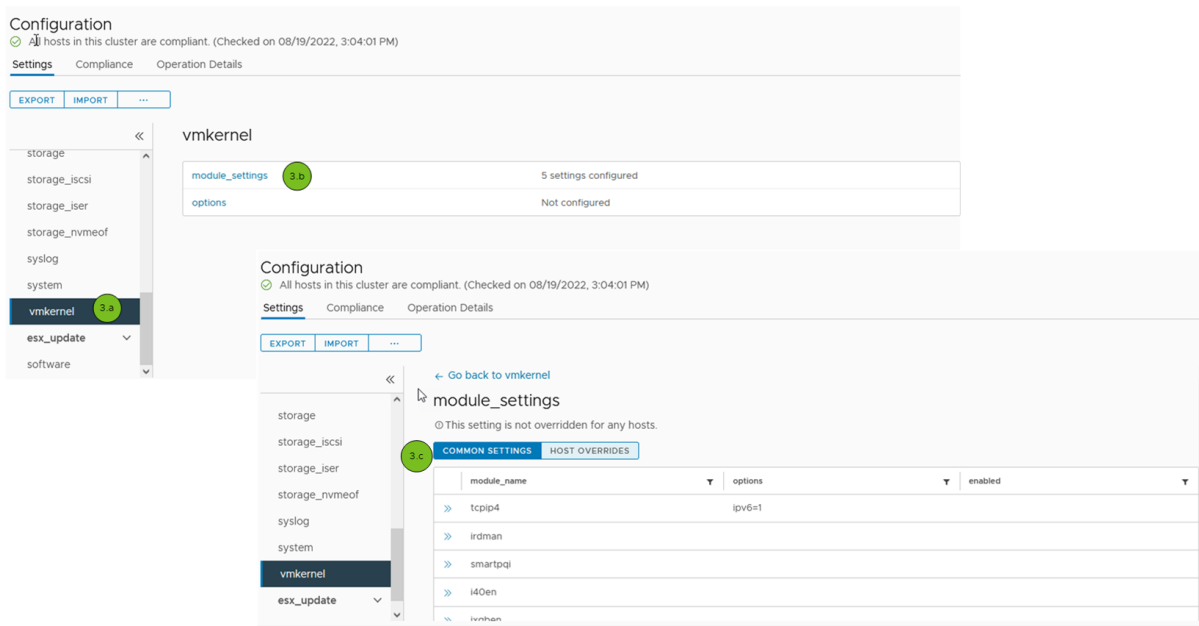 Configuration
All hosts in this cluster are compliant. (Checked on 08/19/2022, 3:04:01 PM)
Settings Compliance Operation Details
EXPORT IMPORT ...
«
storage
storage_iscsi
storage_iser
storage_nvmeof
syslog
system
vmkernel 3.a
esx_update
software
vmkernel
module_settings 3.b 5 settings configured
options Not configured
Configuration
All hosts in this cluster are compliant. (Checked on 08/19/2022, 3:04:01 PM)
Settings Compliance Operation Details
EXPORT IMPORT ...
«
storage
storage_iscsi
storage_iser
storage_nvmeof
syslog
system
vmkernel
esx_update
← Go back to vmkernel
module_settings
This setting is not overridden for any hosts.
3.c COMMON SETTINGS HOST OVERRIDES
module_name options enabled
» tcpip4 ipv6=1
» irdman
» smartpqi
» i40en
» ixgben